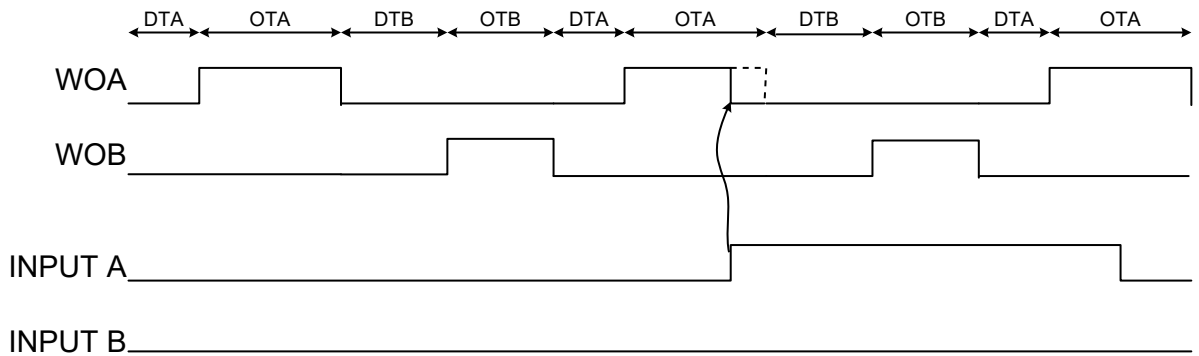 DTA OTA DTB OTB DTA OTA DTB OTB DTA OTA
WOA
WOB
INPUT A
INPUT B